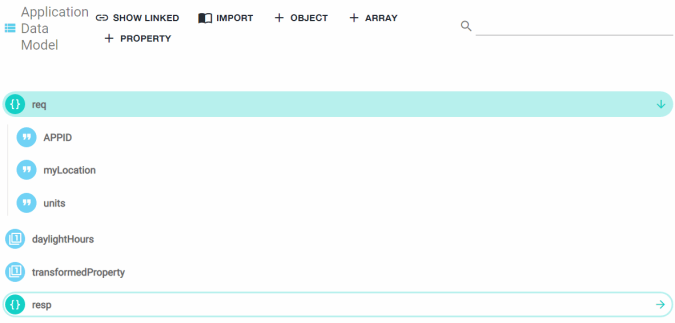 Application
Data
Model
SHOW LINKED
IMPORT
OBJECT
ARRAY
PROPERTY
req
APPID
myLocation
units
daylightHours
transformedProperty
resp